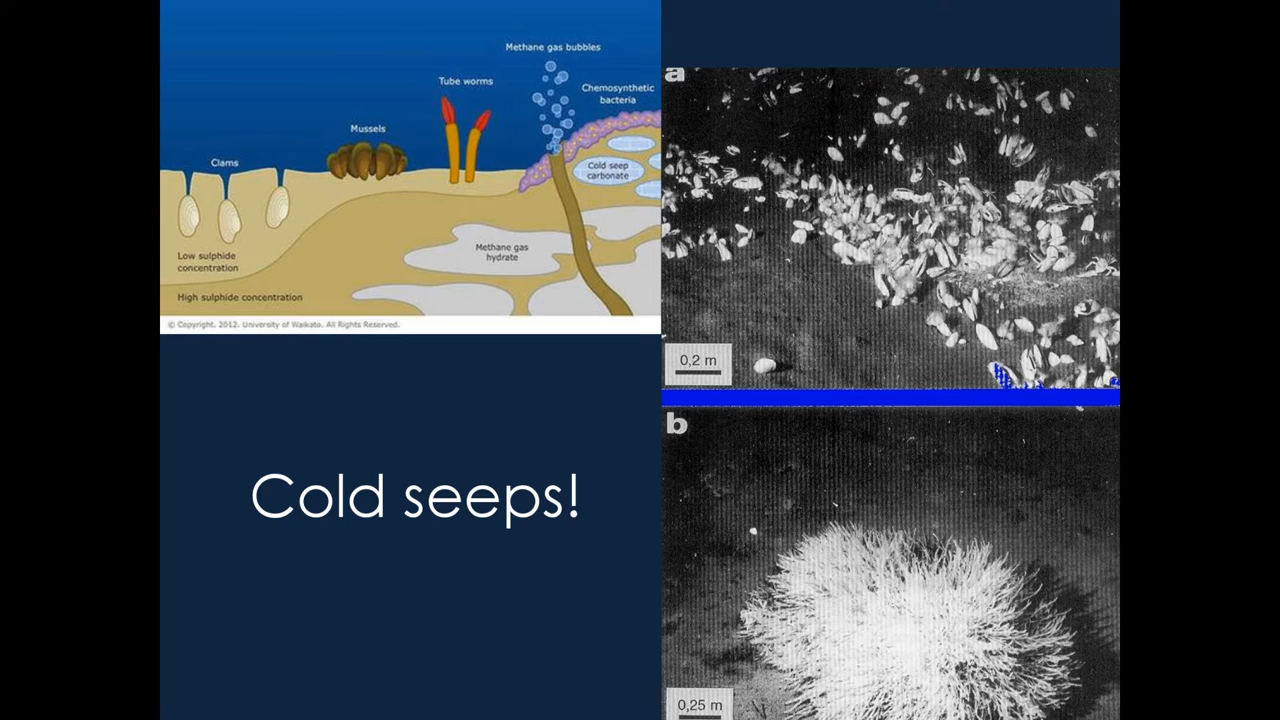 Methane gas bubbles
Tube worms
Chemosynthetic
bacteria
Mussels
Clams
Cold seep
carbonate
Methane gas
hydrate
Low sulphide
concentration
High sulphide concentration
© Copyright. 2012. University of Waikato. All Rights Reserved.
Cold seeps!
a
0,2 m
b
0,25 m